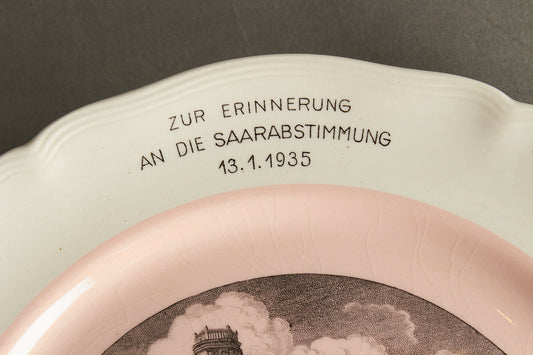 ZUR ERINNERUNG
AN DIE SAARABSTIMMUNG
13.1.1935